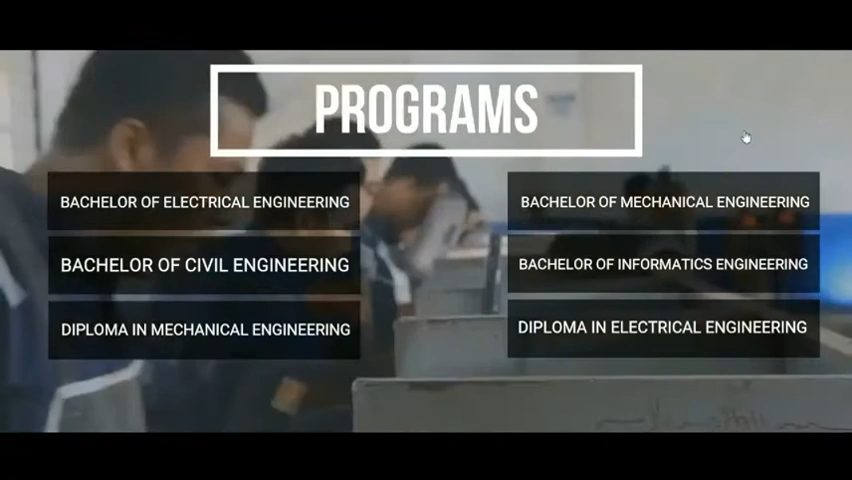 PROGRAMS
BACHELOR OF ELECTRICAL ENGINEERING
BACHELOR OF MECHANICAL ENGINEERING
BACHELOR OF CIVIL ENGINEERING
BACHELOR OF INFORMATICS ENGINEERING
DIPLOMA IN MECHANICAL ENGINEERING
DIPLOMA IN ELECTRICAL ENGINEERING